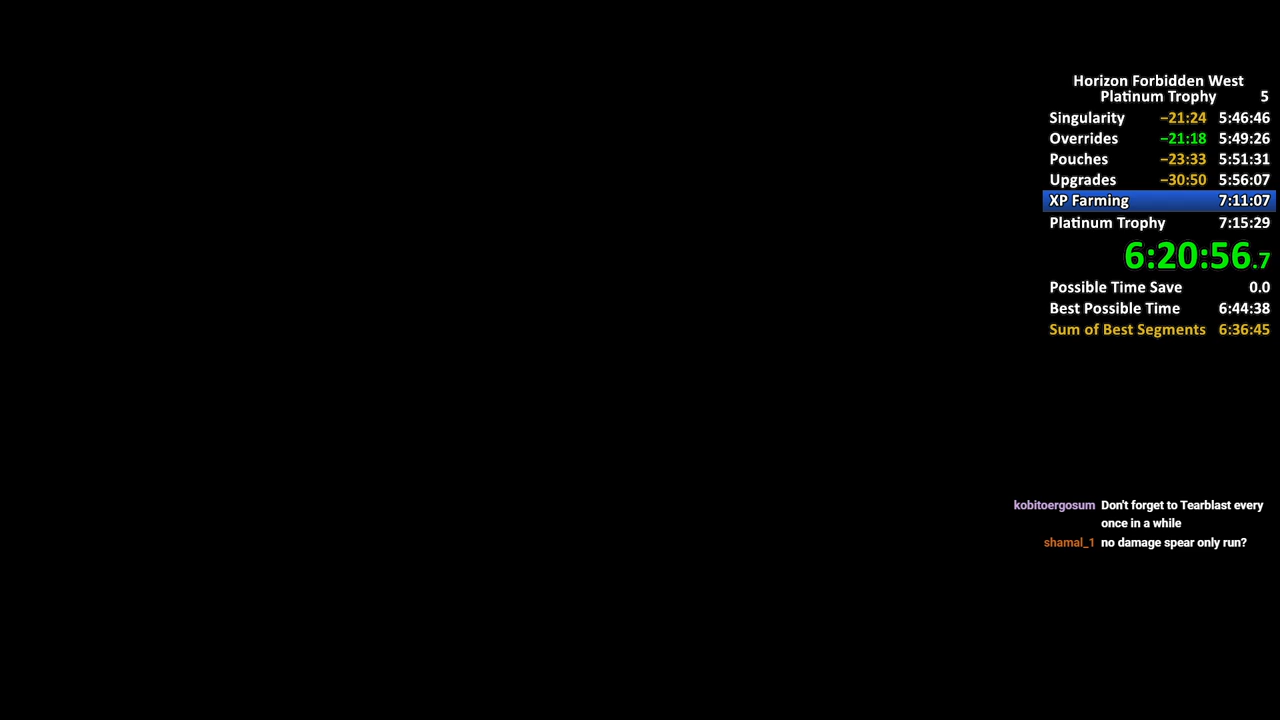 Horizon Forbidden West
Platinum Trophy 5
Singularity −21:24 5:46:46
Overrides −21:18 5:49:26
Pouches −23:33 5:51:31
Upgrades −30:50 5:56:07
XP Farming 7:11:07
Platinum Trophy 7:15:29
6:20:56.7
Possible Time Save 0.0
Best Possible Time 6:44:38
Sum of Best Segments 6:36:45
kobitoergosum Don't forget to Tearblast every
once in a while
shamal_1 no damage spear only run?